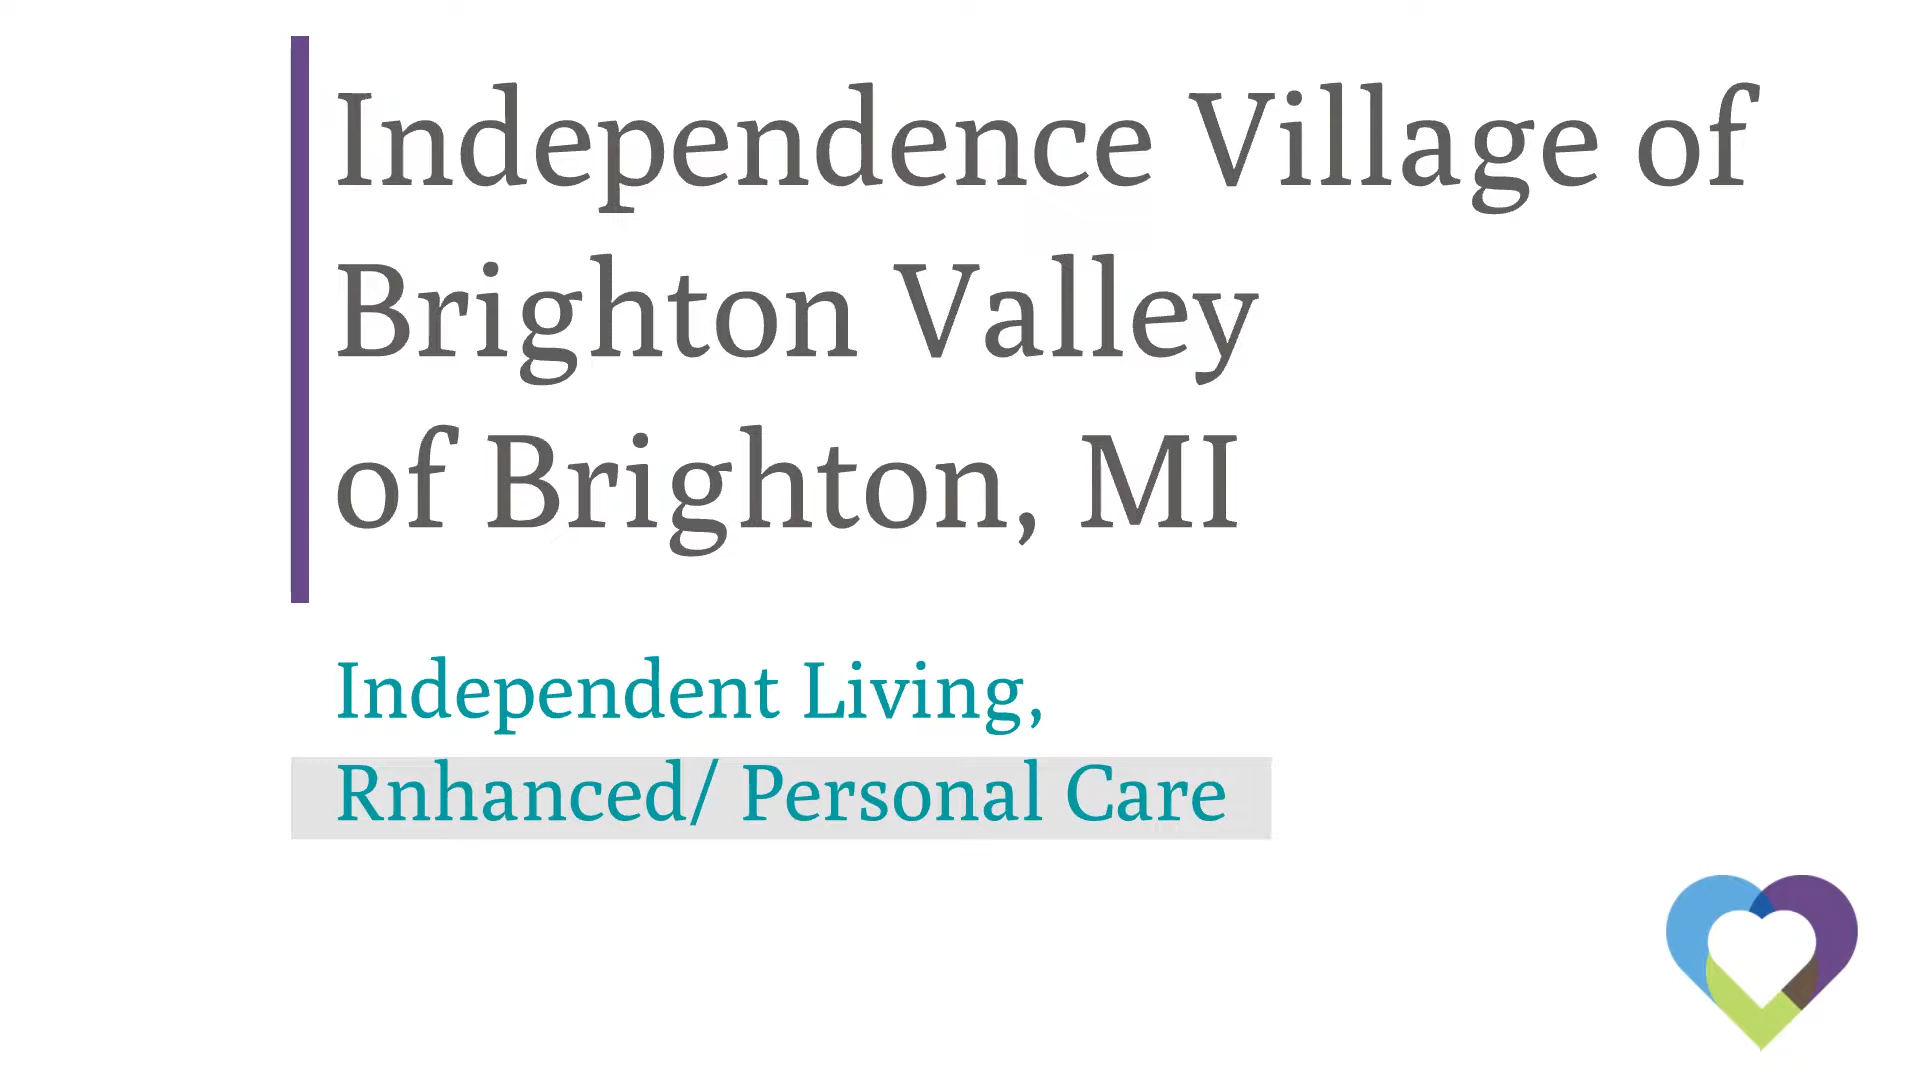 Independence Village of
Brighton Valley
of Brighton, MI
Independent Living,
Rnhanced/ Personal Care